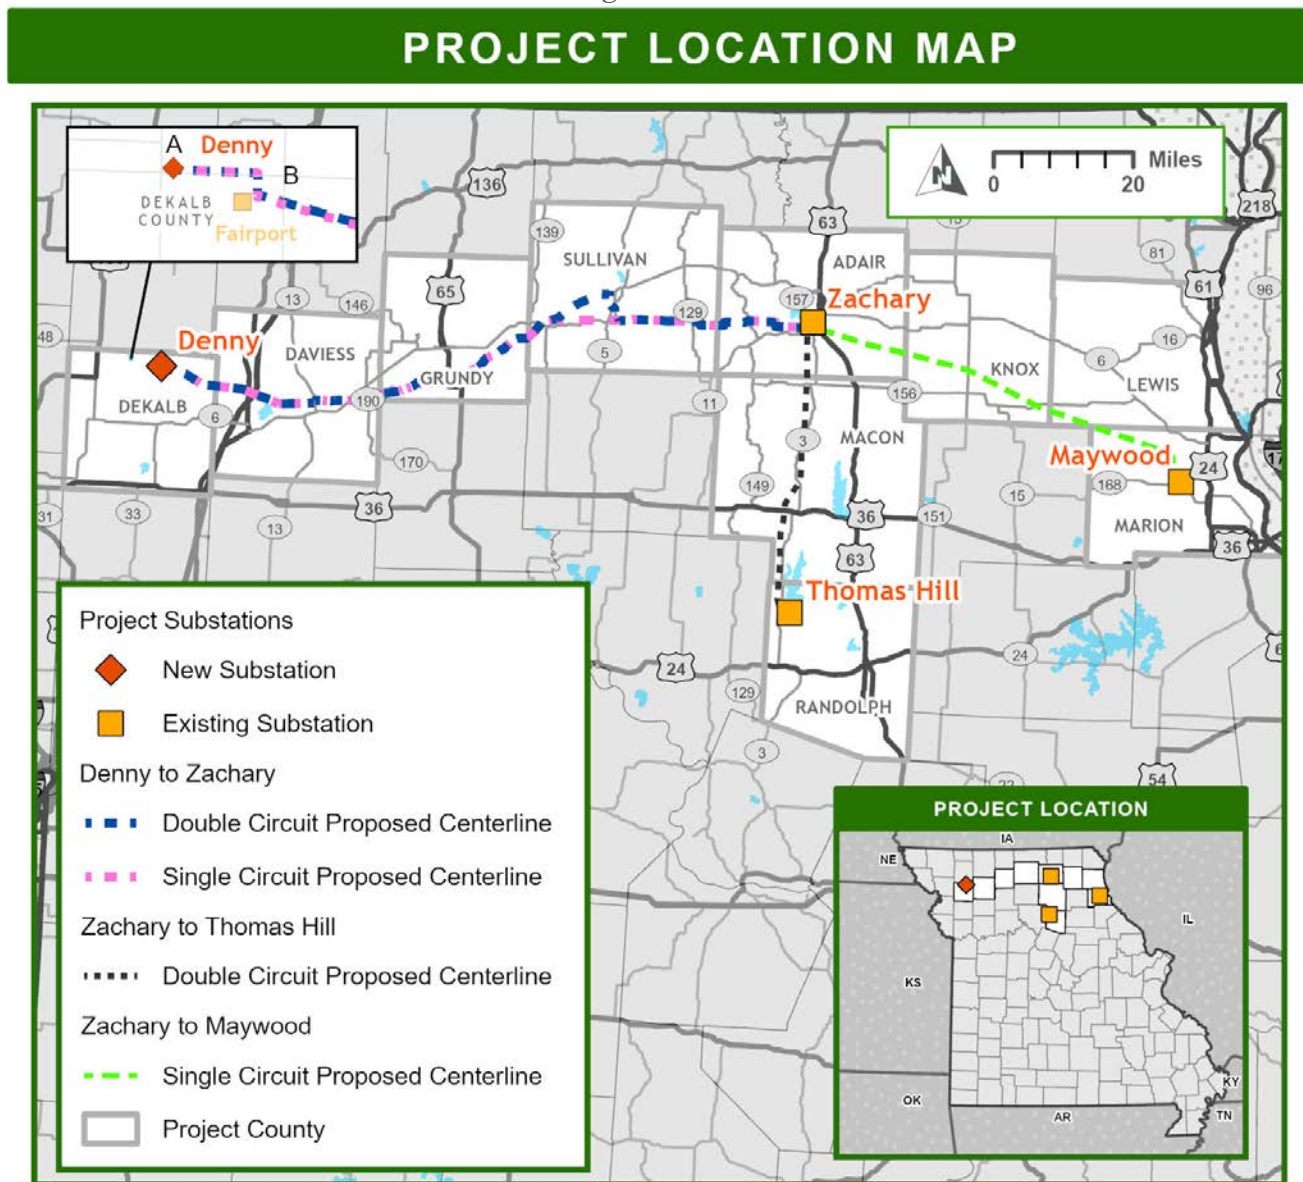 PROJECT LOCATION MAP
A
Denny
B
DEKALB
COUNTY
Fairport
N
0
20
Miles
136
63
218
139
SULLIVAN
ADAIR
81
65
61
96
13
146
157
Zachary
129
48
Denny
DAVIESS
5
16
GRUNDY
KNOX
6
LEWIS
DEKALB
190
156
6
11
3
MACON
Maywood
24
170
149
168
15
31
33
36
36
151
MARION
13
36
63
Thomas Hill
24
24
129
RANDOLPH
3
54
Project Substations
New Substation
Existing Substation
Denny to Zachary
Double Circuit Proposed Centerline
Single Circuit Proposed Centerline
Zachary to Thomas Hill
Double Circuit Proposed Centerline
Zachary to Maywood
Single Circuit Proposed Centerline
Project County
PROJECT LOCATION
IA
NE
IL
KS
KY
OK
AR
TN